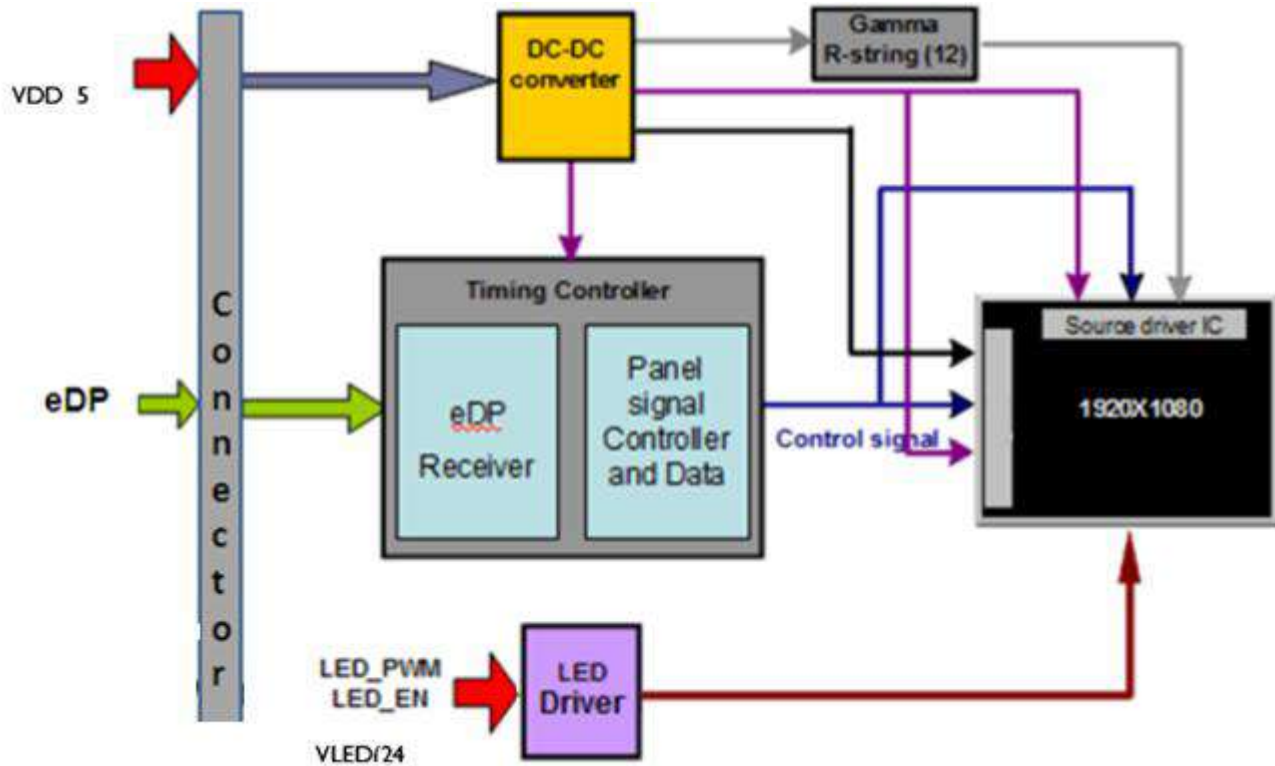 VDD 5
DC-DC
converter
Gamma
R-string (12)
Connector
Timing Controller
eDP
eDP
Receiver
Panel
signal
Controller
and Data
Control signal
Source driver IC
1920X1080
LED_PWM
LED_EN
VLED(24
LED
Driver